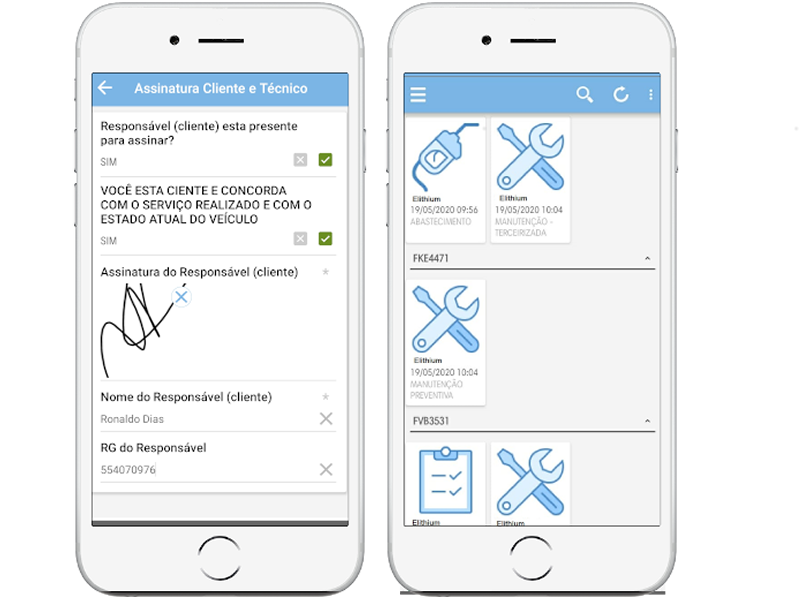 Assinatura Cliente e Técnico
Responsável (cliente) esta presente
para assinar?
SIM
VOCÊ ESTA CIENTE E CONCORDA
COM O SERVIÇO REALIZADO E COM O
ESTADO ATUAL DO VEÍCULO
SIM
Assinatura do Responsável (cliente) *
Nome do Responsável (cliente) *
Ronaldo Dias
RG do Responsável
554070976
Elithium
19/05/2020 09:56
ABASTECIMENTO
Elithium
19/05/2020 10:04
MANUTENÇÃO -
TERCEIRIZADA
FKE4471
Elithium
19/05/2020 10:04
MANUTENÇÃO
PREVENTIVA
FVB3531
Elithium
Elithium